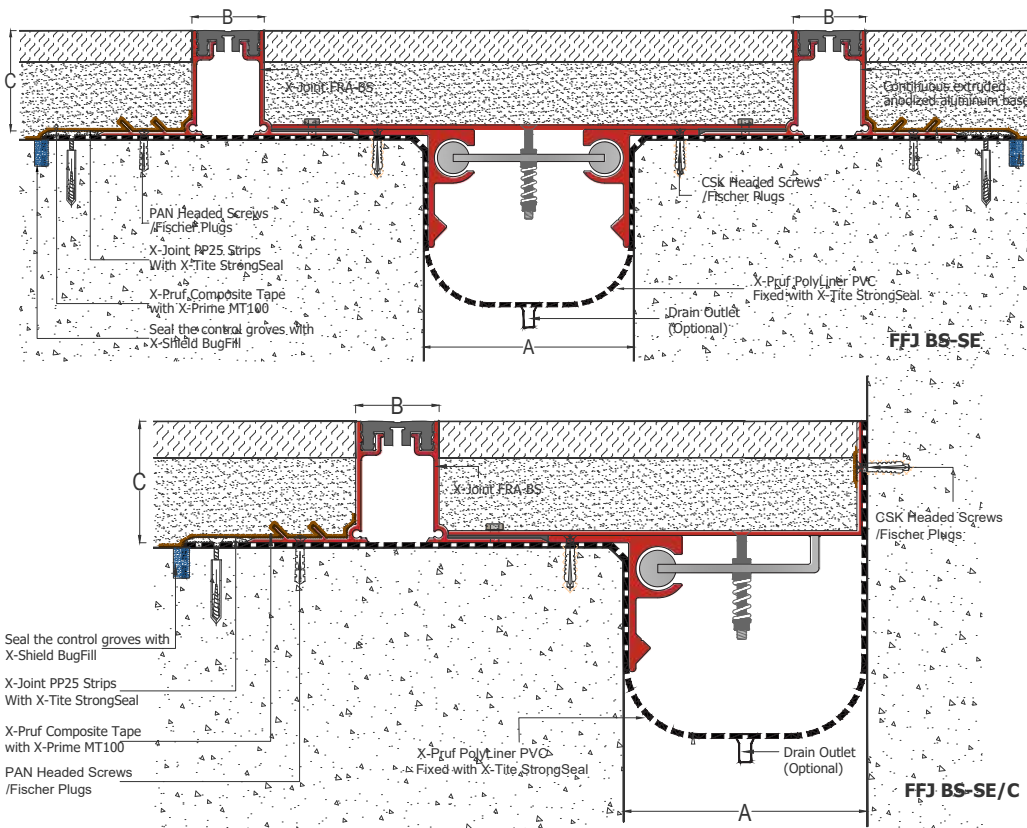 B
B
C
X-Joint FRA-BS
Continuous extruded
anodized aluminum base
PAN Headed Screws
/Fischer Plugs
X-Joint PP25 Strips
With X-Tite StrongSeal
X-Pruf Composite Tape
with X-Prime MT100
Seal the control groves with
X-Shield BugFill
CSK Headed Screws
/Fischer Plugs
X-Pruf PolyLiner PVC
Fixed with X-Tite StrongSeal
Drain Outlet
(Optional)
A
FFJ BS-SE
B
C
X-Joint FRA-BS
CSK Headed Screws
/Fischer Plugs
Seal the control groves with
X-Shield BugFill
X-Joint PP25 Strips
With X-Tite StrongSeal
X-Pruf Composite Tape
with X-Prime MT100
PAN Headed Screws
/Fischer Plugs
X-Pruf PolyLiner PVC
Fixed with X-Tite StrongSeal
Drain Outlet
(Optional)
A
FFJ BS-SE/C